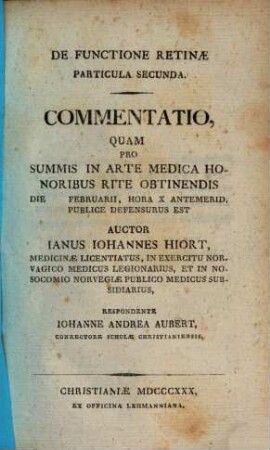 DE FUNCTIONE RETINÆ
PARTICULA SECUNDA.
COMMENTATIO,
QUAM
PRO
SUMMIS IN ARTE MEDICA HO-
NORIBUS RITE OBTINENDIS
DIE FEBRUARII, HORA X ANTEMERID.
PUBLICE DEFENSURUS EST
AUCTOR
IANUS IOHANNES HIORT,
MEDICINÆ LICENTIATUS, IN EXERCITU NOR-
VAGICO MEDICUS LEGIONARIUS, ET IN NO-
SOCOMIO NORVEGIÆ PUBLICO MEDICUS SUB-
SIDIARIUS,
RESPONDENTE
IOHANNE ANDREA AUBERT,
CONRECTORE SCHOLÆ CHRISTIANIENSIS,
CHRISTIANIÆ MDCCCXXX,
EX OFFICINA LEHMANNIANA,